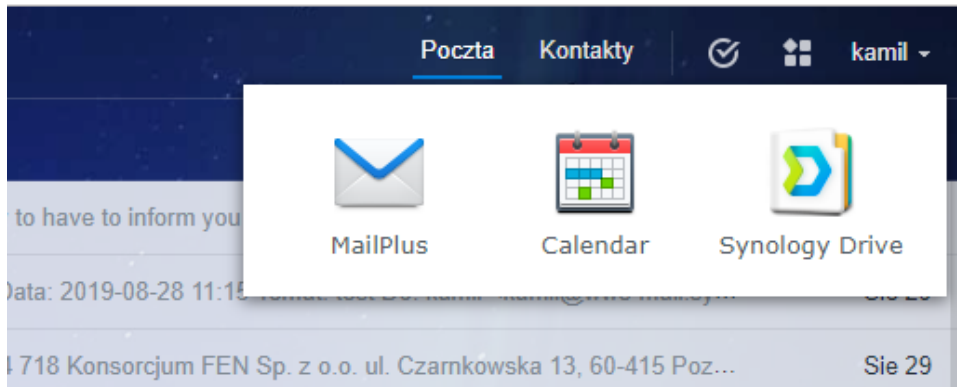 Poczta Kontakty kamil
MailPlus Calendar Synology Drive
to have to inform you
Data: 2019-08-28 11:15
718 Konsorcjum FEN Sp. z o.o. ul. Czarnkowska 13, 60-415 Poz... Sie 29